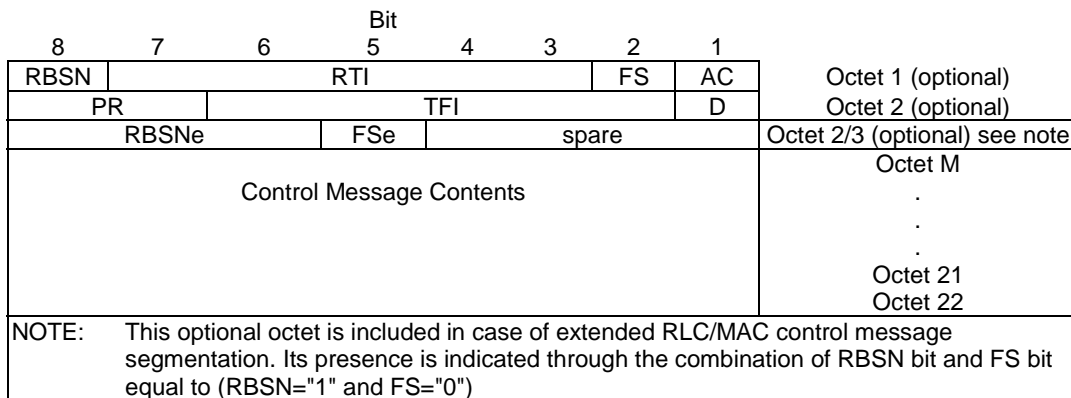 Bit
8 7 6 5 4 3 2 1
RBSN RTI FS AC Octet 1 (optional)
PR TFI D Octet 2 (optional)
RBSNe FSe spare Octet 2/3 (optional) see note
Octet M
Control Message Contents .
.
.
Octet 21
Octet 22
NOTE: This optional octet is included in case of extended RLC/MAC control message
segmentation. Its presence is indicated through the combination of RBSN bit and FS bit
equal to (RBSN="1" and FS="0")